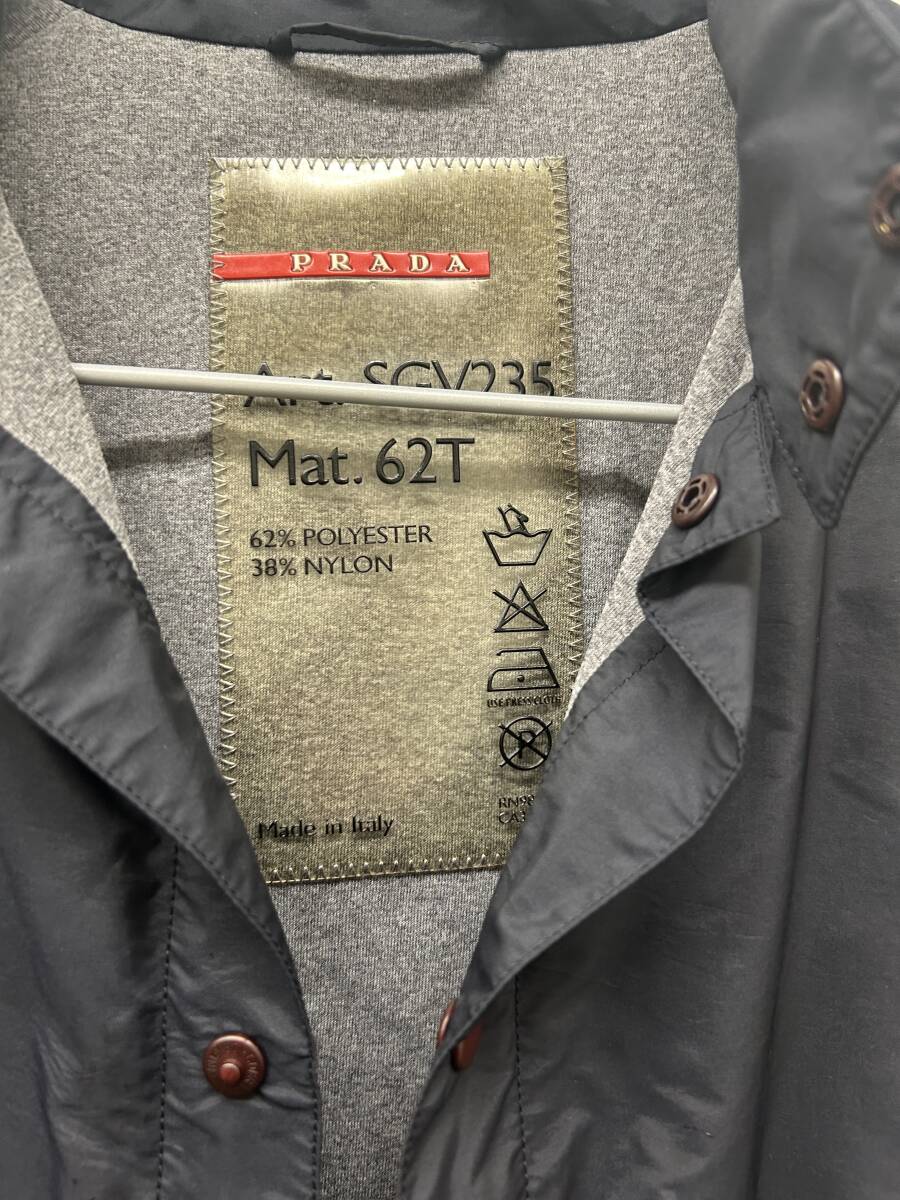 PRADA
Art. SGV235
Mat. 62T
62% POLYESTER
38% NYLON
USE PRESS CLOTH
P
Made in Italy